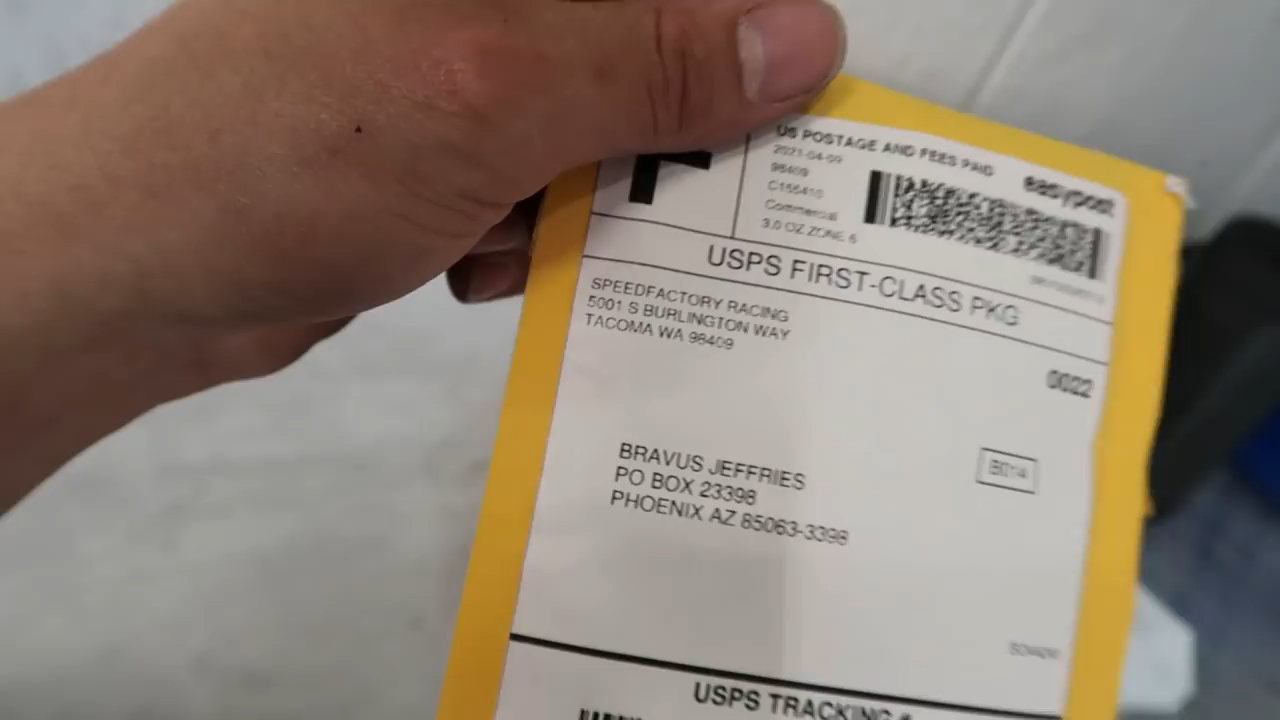 US POSTAGE AND FEES PAID
2021-04-09
98409
C155410
Commercial
3.0 OZ ZONE 6
easypost
USPS FIRST-CLASS PKG
SPEEDFACTORY RACING
5001 S BURLINGTON WAY
TACOMA WA 98409
0022
B014
BRAVUS JEFFRIES
PO BOX 23398
PHOENIX AZ 85063-3398
USPS TRACKING #